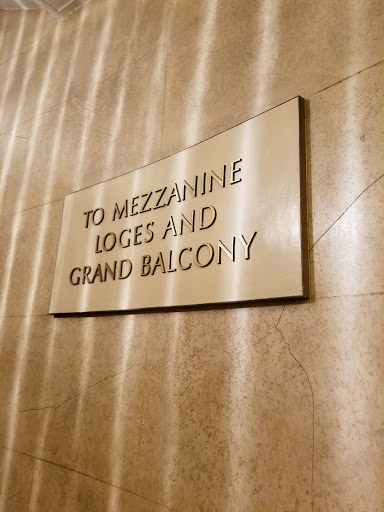 TO MEZZANINE
LOGES AND
GRAND BALCONY